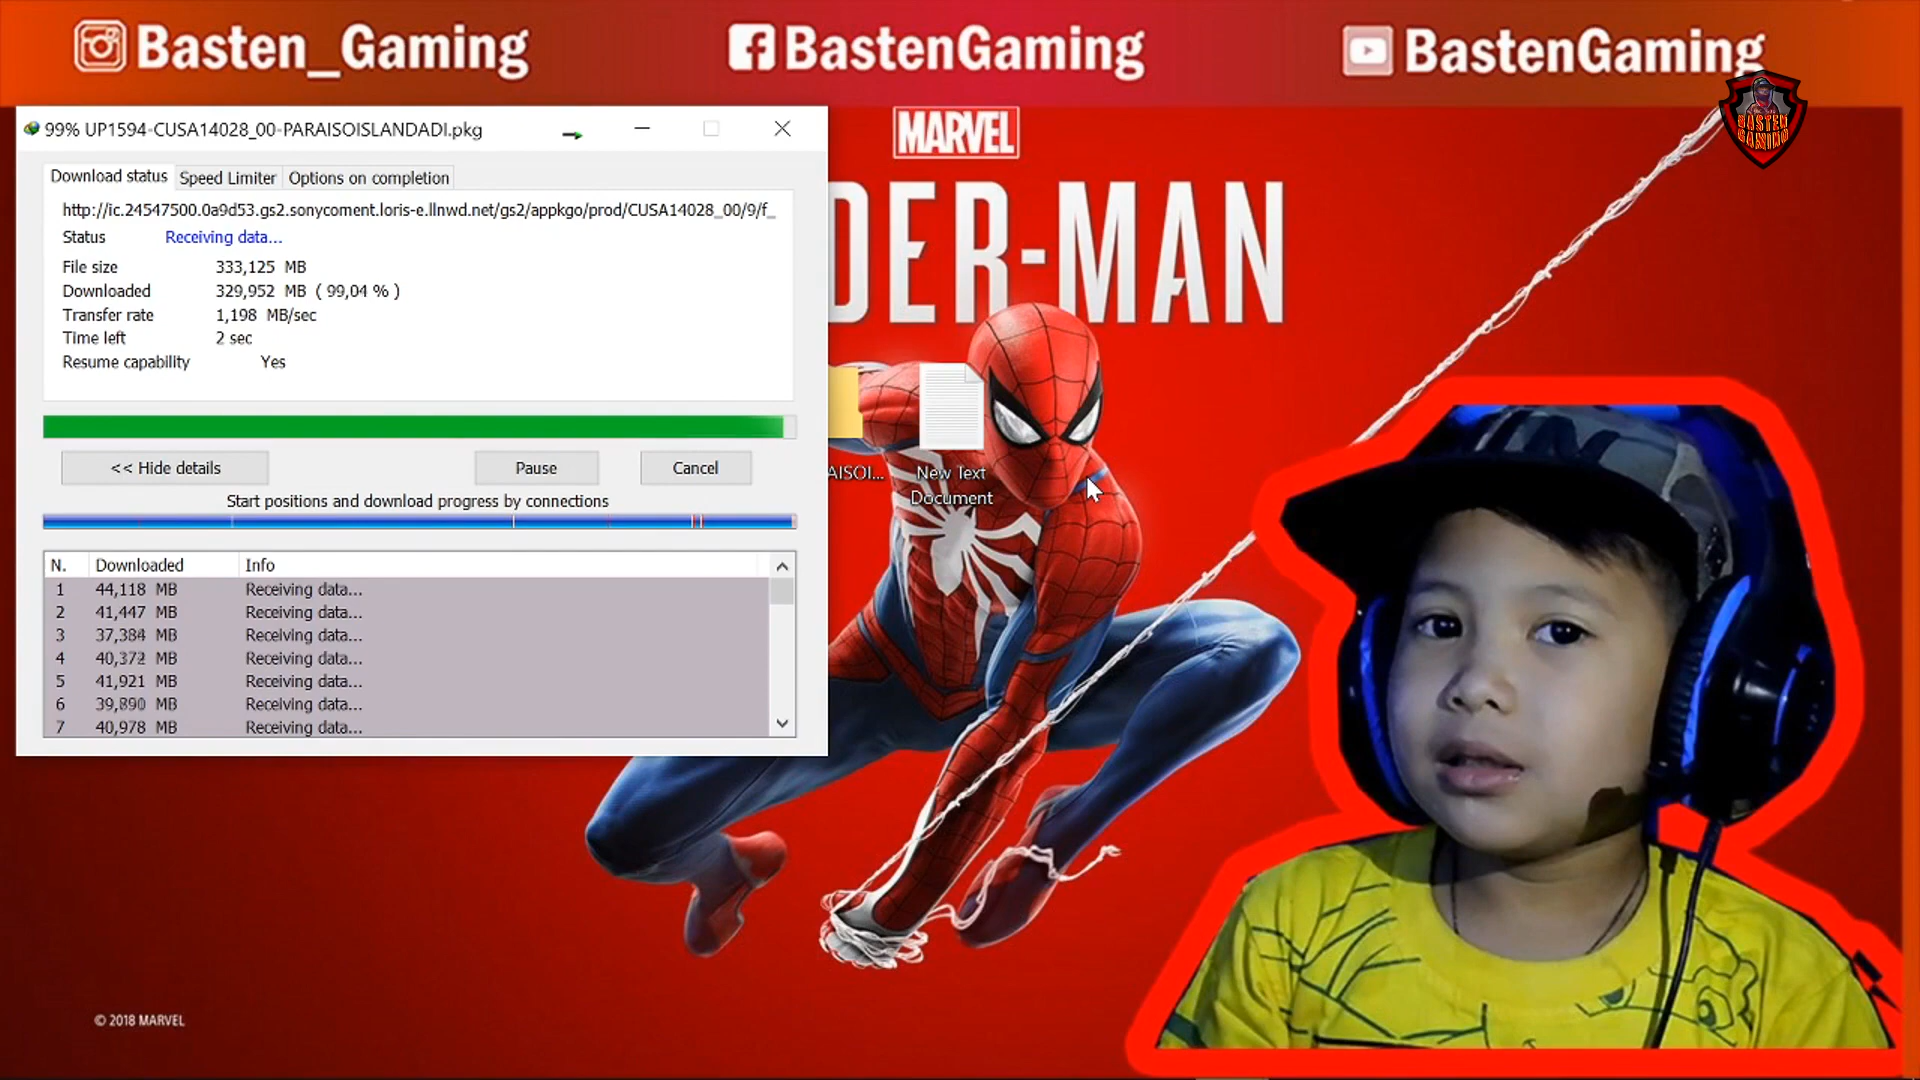 Basten_Gaming
BastenGaming
BastenGaming
BASTEN
GAMING
99% UP1594-CUSA14028_00-PARAISOISLANDADI.pkg
Download status
Speed Limiter
Options on completion
http://ic.24547500.0a9d53.gs2.sonycoment.loris-e.llnwd.net/gs2/appkgo/prod/CUSA14028_00/9/f_
Status Receiving data...
File size 333,125 MB
Downloaded 329,952 MB ( 99,04 % )
Transfer rate 1,198 MB/sec
Time left 2 sec
Resume capability Yes
<< Hide details
Pause
Cancel
Start positions and download progress by connections
N. Downloaded Info
1 44,118 MB Receiving data...
2 41,447 MB Receiving data...
3 37,384 MB Receiving data...
4 40,372 MB Receiving data...
5 41,921 MB Receiving data...
6 39,890 MB Receiving data...
7 40,978 MB Receiving data...
MARVEL
DER-MAN
AISOI...
New Text
Document
© 2018 MARVEL